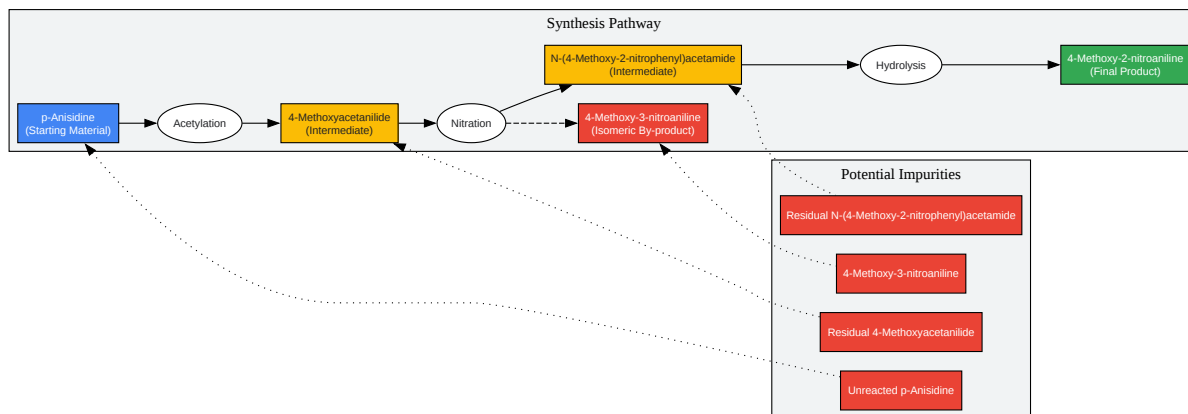 Synthesis Pathway
N-(4-Methoxy-2-nitrophenyl)acetamide
(Intermediate)
Hydrolysis
4-Methoxy-2-nitroaniline
(Final Product)
p-Anisidine
(Starting Material)
Acetylation
4-Methoxyacetanilide
(Intermediate)
Nitration
4-Methoxy-3-nitroaniline
(Isomeric By-product)
Potential Impurities
Residual N-(4-Methoxy-2-nitrophenyl)acetamide
4-Methoxy-3-nitroaniline
Residual 4-Methoxyacetanilide
Unreacted p-Anisidine